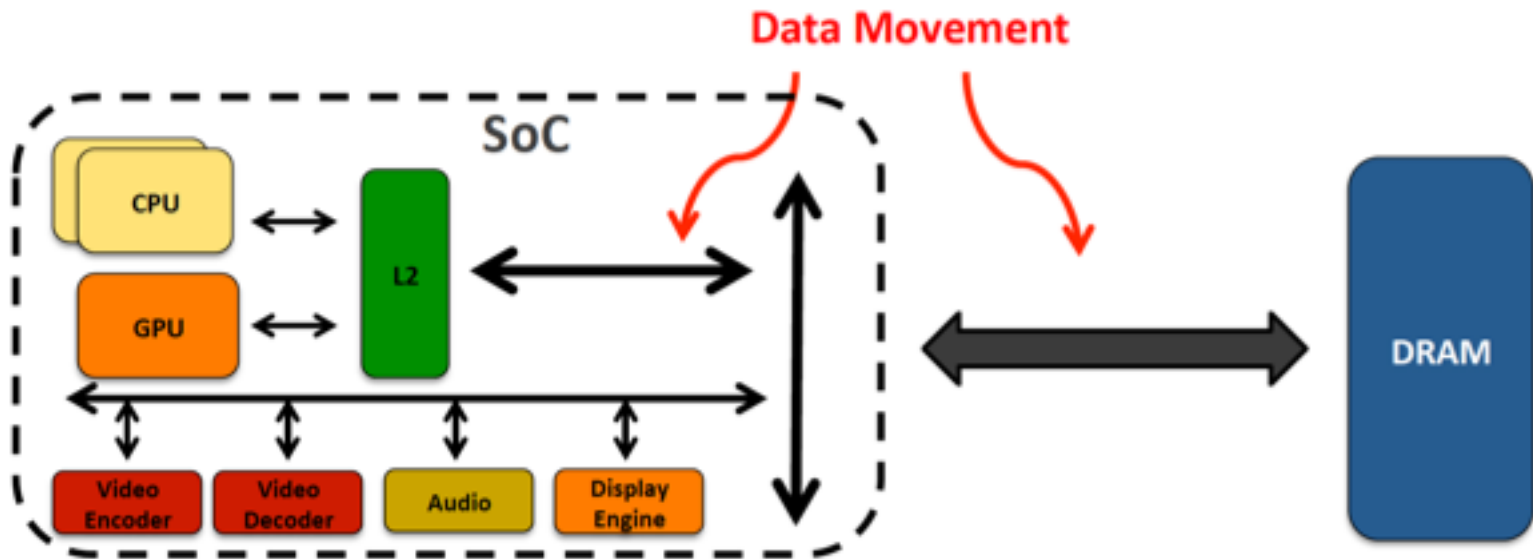 Data Movement
SoC
CPU
L2
GPU
DRAM
Video
Encoder
Video
Decoder
Audio
Display
Engine